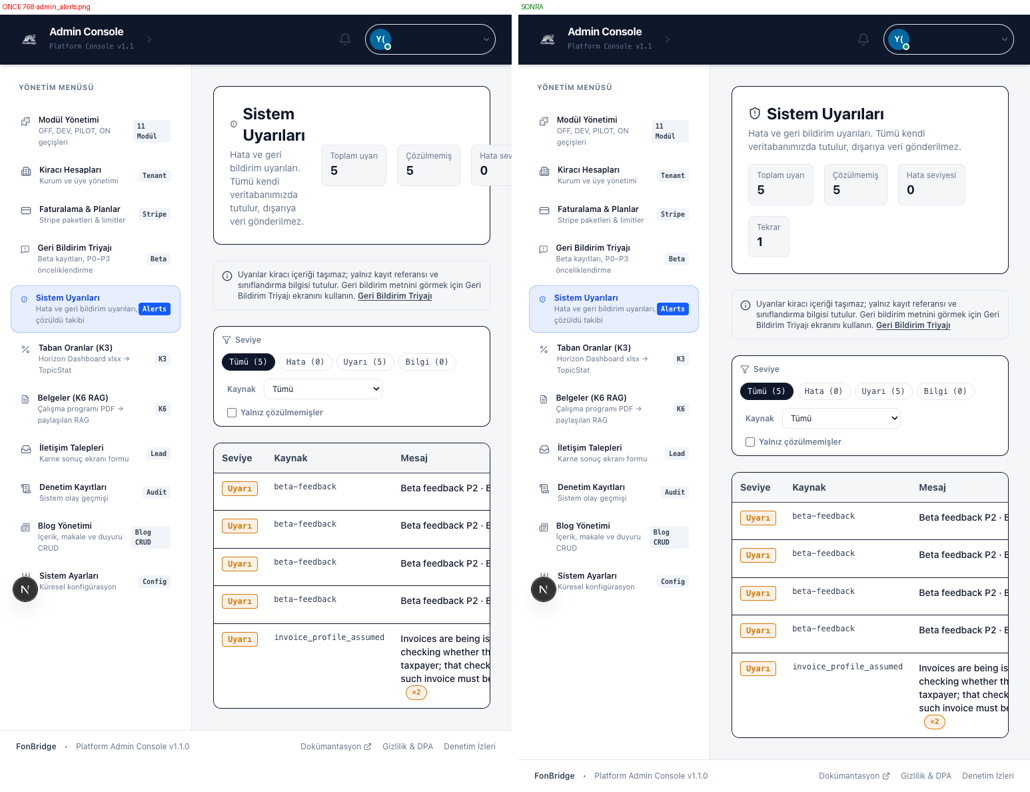 ONCE 768-admin_alerts.png
Admin Console
Platform Console v1.1
Y(
YÖNETİM MENÜSÜ
Modül Yönetimi
OFF, DEV, PILOT, ON geçişleri
11 Modül
Kiracı Hesapları
Kurum ve üye yönetimi
Tenant
Faturalama & Planlar
Stripe paketleri & limitler
Stripe
Geri Bildirim Triyajı
Beta kayıtları, P0–P3 önceliklendirme
Beta
Sistem Uyarıları
Hata ve geri bildirim uyarıları, çözüldü takibi
Alerts
Taban Oranlar (K3)
Horizon Dashboard xlsx → TopicStat
K3
Belgeler (K6 RAG)
Çalışma programı PDF → paylaşılan RAG
K6
İletişim Talepleri
Karne sonuç ekranı formu
Lead
Denetim Kayıtları
Sistem olay geçmişi
Audit
Blog Yönetimi
İçerik, makale ve duyuru CRUD
Blog CRUD
Sistem Ayarları
Küresel konfigürasyon
Config
N
Sistem Uyarıları
Hata ve geri bildirim uyarıları. Tümü kendi veritabanımızda tutulur, dışarıya veri gönderilmez.
Toplam uyarı
5
Çözülmemiş
5
Hata sev
0
Uyarılar kiracı içeriği taşımaz; yalnız kayıt referansı ve
sınıflandırma bilgisi tutulur. Geri bildirim metnini görmek için Geri
Bildirim Triyajı ekranını kullanın. Geri Bildirim Triyajı
Seviye
Tümü (5) Hata (0) Uyarı (5) Bilgi (0)
Kaynak Tümü
Yalnız çözülmemişler
Seviye Kaynak Mesaj
Uyarı beta-feedback Beta feedback P2 · B
Uyarı beta-feedback Beta feedback P2 · B
Uyarı beta-feedback Beta feedback P2 · B
Uyarı beta-feedback Beta feedback P2 · B
Uyarı invoice_profile_assumed Invoices are being is
checking whether th
taxpayer; that check
such invoice must be
×2
FonBridge • Platform Admin Console v1.1.0 Dokümantasyon Gizlilik & DPA Denetim İzleri
SONRA
Admin Console
Platform Console v1.1
Y(
YÖNETİM MENÜSÜ
Modül Yönetimi
OFF, DEV, PILOT, ON geçişleri
11 Modül
Kiracı Hesapları
Kurum ve üye yönetimi
Tenant
Faturalama & Planlar
Stripe paketleri & limitler
Stripe
Geri Bildirim Triyajı
Beta kayıtları, P0–P3 önceliklendirme
Beta
Sistem Uyarıları
Hata ve geri bildirim uyarıları, çözüldü takibi
Alerts
Taban Oranlar (K3)
Horizon Dashboard xlsx → TopicStat
K3
Belgeler (K6 RAG)
Çalışma programı PDF → paylaşılan RAG
K6
İletişim Talepleri
Karne sonuç ekranı formu
Lead
Denetim Kayıtları
Sistem olay geçmişi
Audit
Blog Yönetimi
İçerik, makale ve duyuru CRUD
Blog CRUD
Sistem Ayarları
Küresel konfigürasyon
Config
N
Sistem Uyarıları
Hata ve geri bildirim uyarıları. Tümü kendi
veritabanımızda tutulur, dışarıya veri gönderilmez.
Toplam uyarı
5
Çözülmemiş
5
Hata seviyesi
0
Tekrar
1
Uyarılar kiracı içeriği taşımaz; yalnız kayıt referansı ve
sınıflandırma bilgisi tutulur. Geri bildirim metnini görmek için Geri
Bildirim Triyajı ekranını kullanın. Geri Bildirim Triyajı
Seviye
Tümü (5) Hata (0) Uyarı (5) Bilgi (0)
Kaynak Tümü
Yalnız çözülmemişler
Seviye Kaynak Mesaj
Uyarı beta-feedback Beta feedback P2 · B
Uyarı beta-feedback Beta feedback P2 · B
Uyarı beta-feedback Beta feedback P2 · B
Uyarı beta-feedback Beta feedback P2 · B
Uyarı invoice_profile_assumed Invoices are being is
checking whether th
taxpayer; that check
such invoice must be
×2
FonBridge • Platform Admin Console v1.1.0 Dokümantasyon Gizlilik & DPA Denetim İzleri